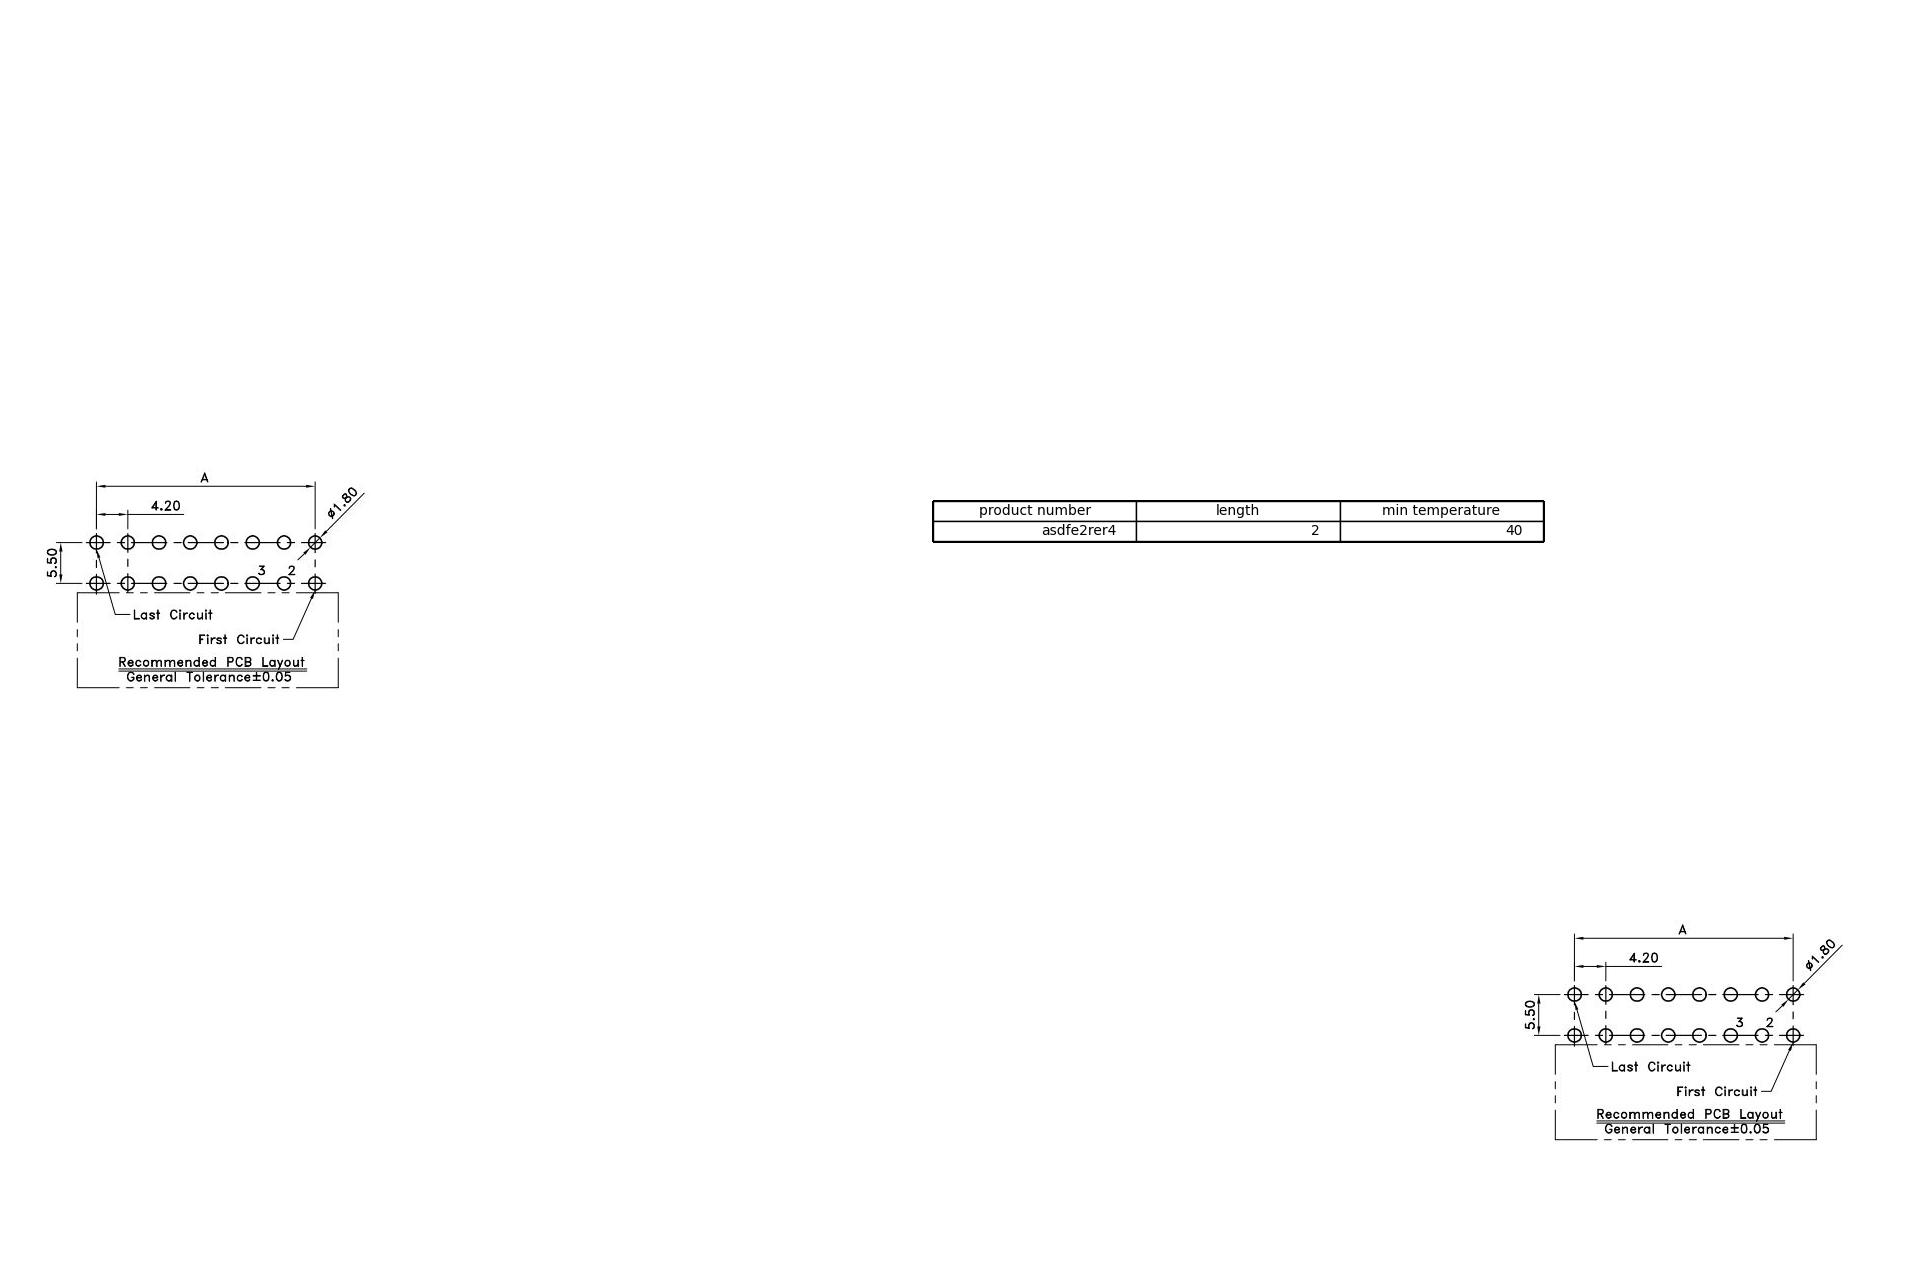 A
4.20
ø1.80
5.50
3 2
Last Circuit
First Circuit
Recommended PCB Layout
General Tolerance±0.05
product number length min temperature
asdfe2rer4 2 40
A
4.20
ø1.80
5.50
3 2
Last Circuit
First Circuit
Recommended PCB Layout
General Tolerance±0.05